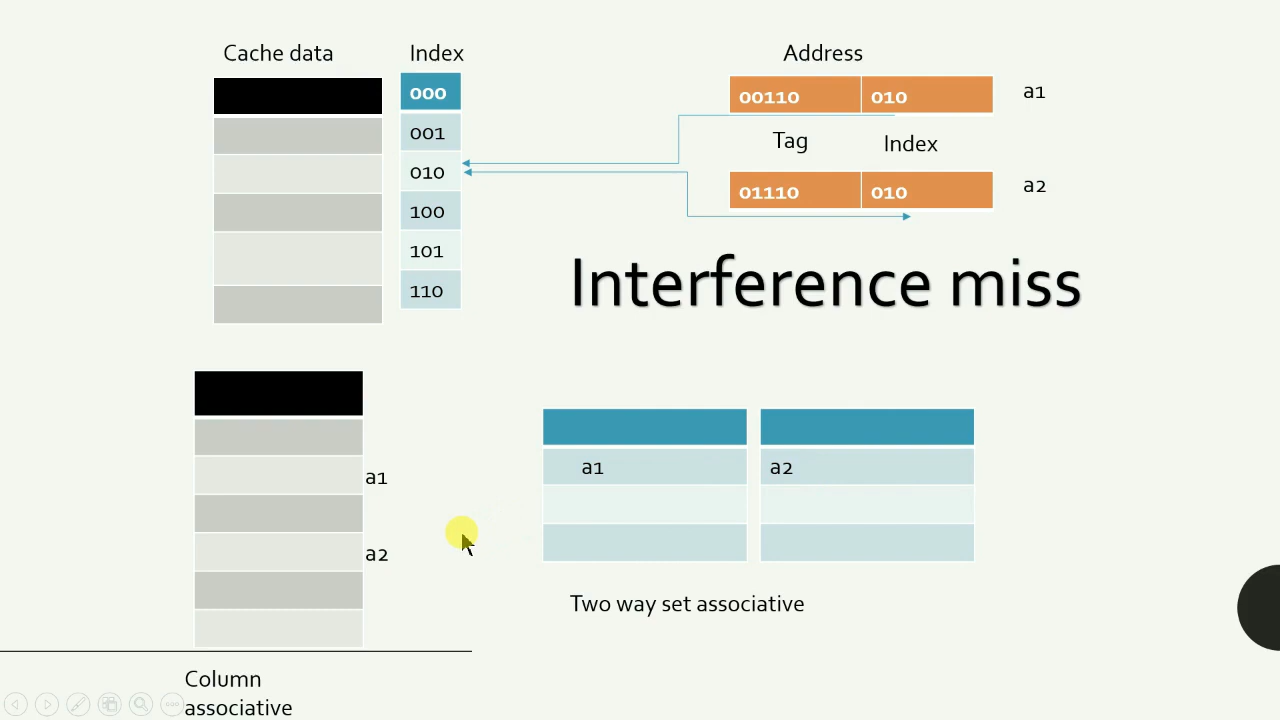 Cache data
Index
Address
000
001
010
100
101
110
00110 010 a1
Tag Index
01110 010 a2
Interference miss
a1
a2
a1 a2
Two way set associative
Column
associative